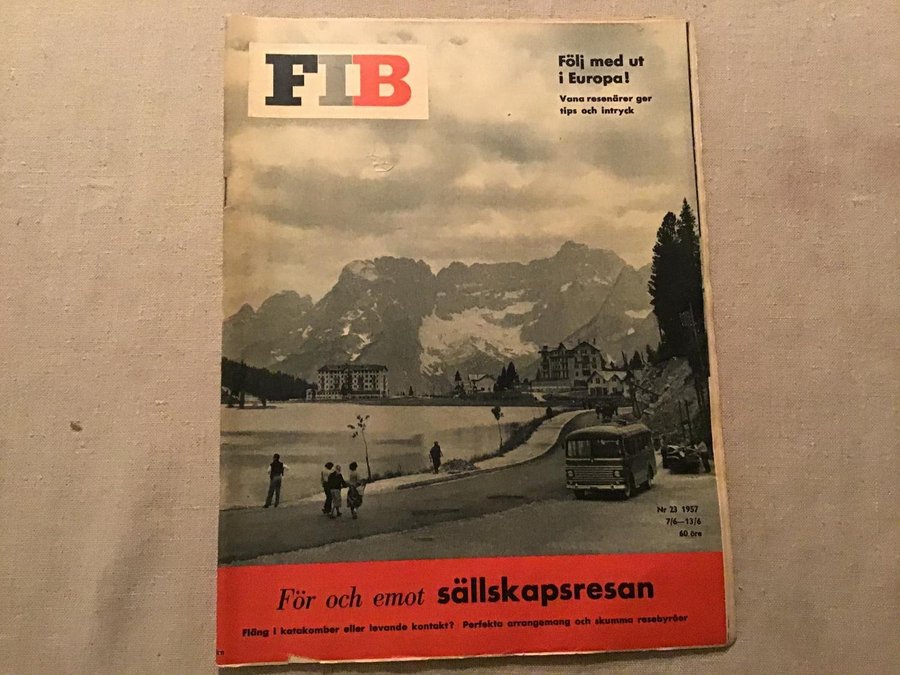 FIB
Följ med ut
i Europa!
Vana resenärer ger
tips och intryck
Nr 23 1957
7/6—13/6
60 öre
För och emot sällskapsresan
Fläng i katakomber eller levande kontakt? Perfekta arrangemang och skumma resebyråer